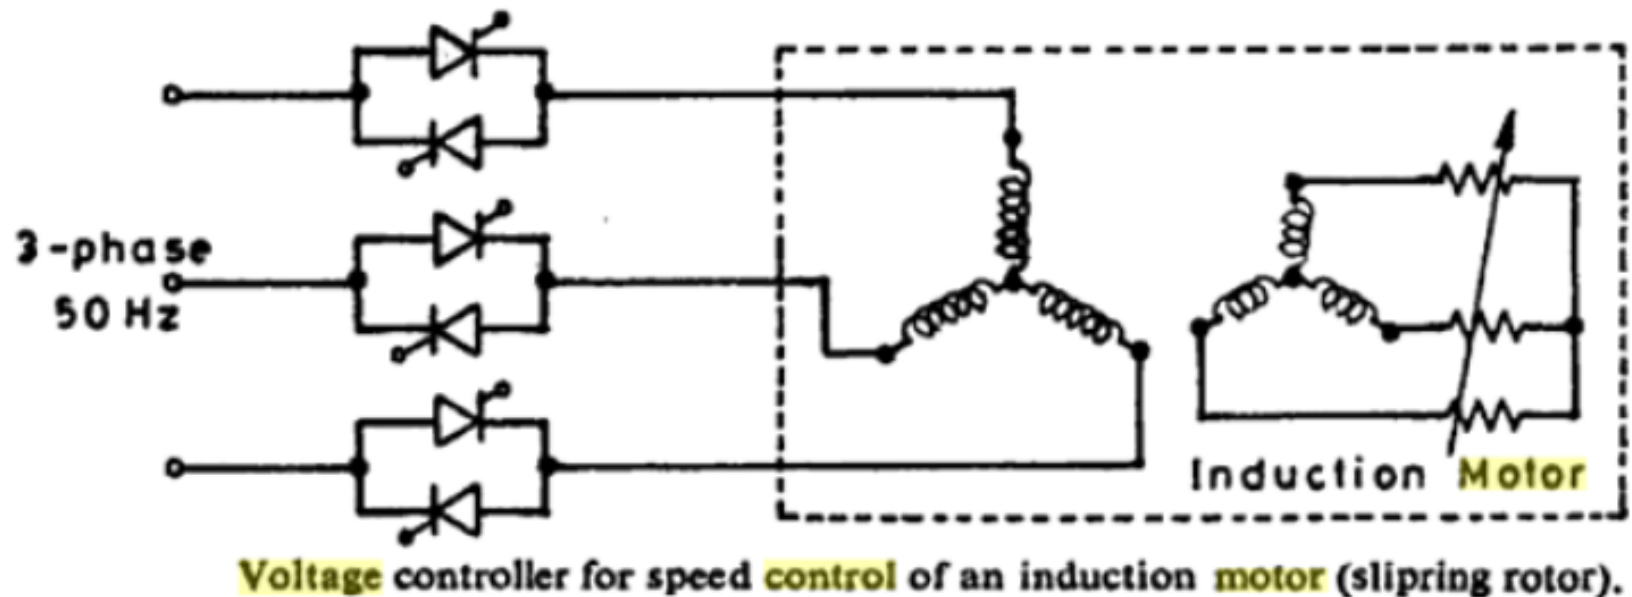 3-phase
50 Hz
Induction Motor
Voltage controller for speed control of an induction motor (slipring rotor).